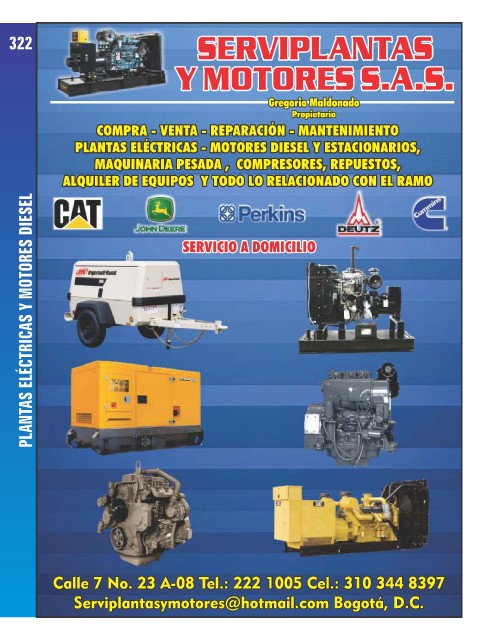 322
PLANTAS ELÉCTRICAS Y MOTORES DIESEL
SERVIPLANTAS
Y MOTORES S.A.S.
Gregorio Maldonado
Propietario
COMPRA - VENTA - REPARACIÓN - MANTENIMIENTO
PLANTAS ELÉCTRICAS - MOTORES DIESEL Y ESTACIONARIOS,
MAQUINARIA PESADA , COMPRESORES, REPUESTOS,
ALQUILER DE EQUIPOS Y TODO LO RELACIONADO CON EL RAMO
CAT
JOHN DEERE
Perkins
DEUTZ
Cummins
SERVICIO A DOMICILIO
Ingersoll-Rand
Calle 7 No. 23 A-08 Tel.: 222 1005 Cel.: 310 344 8397
Serviplantasymotores@hotmail.com Bogotá, D.C.